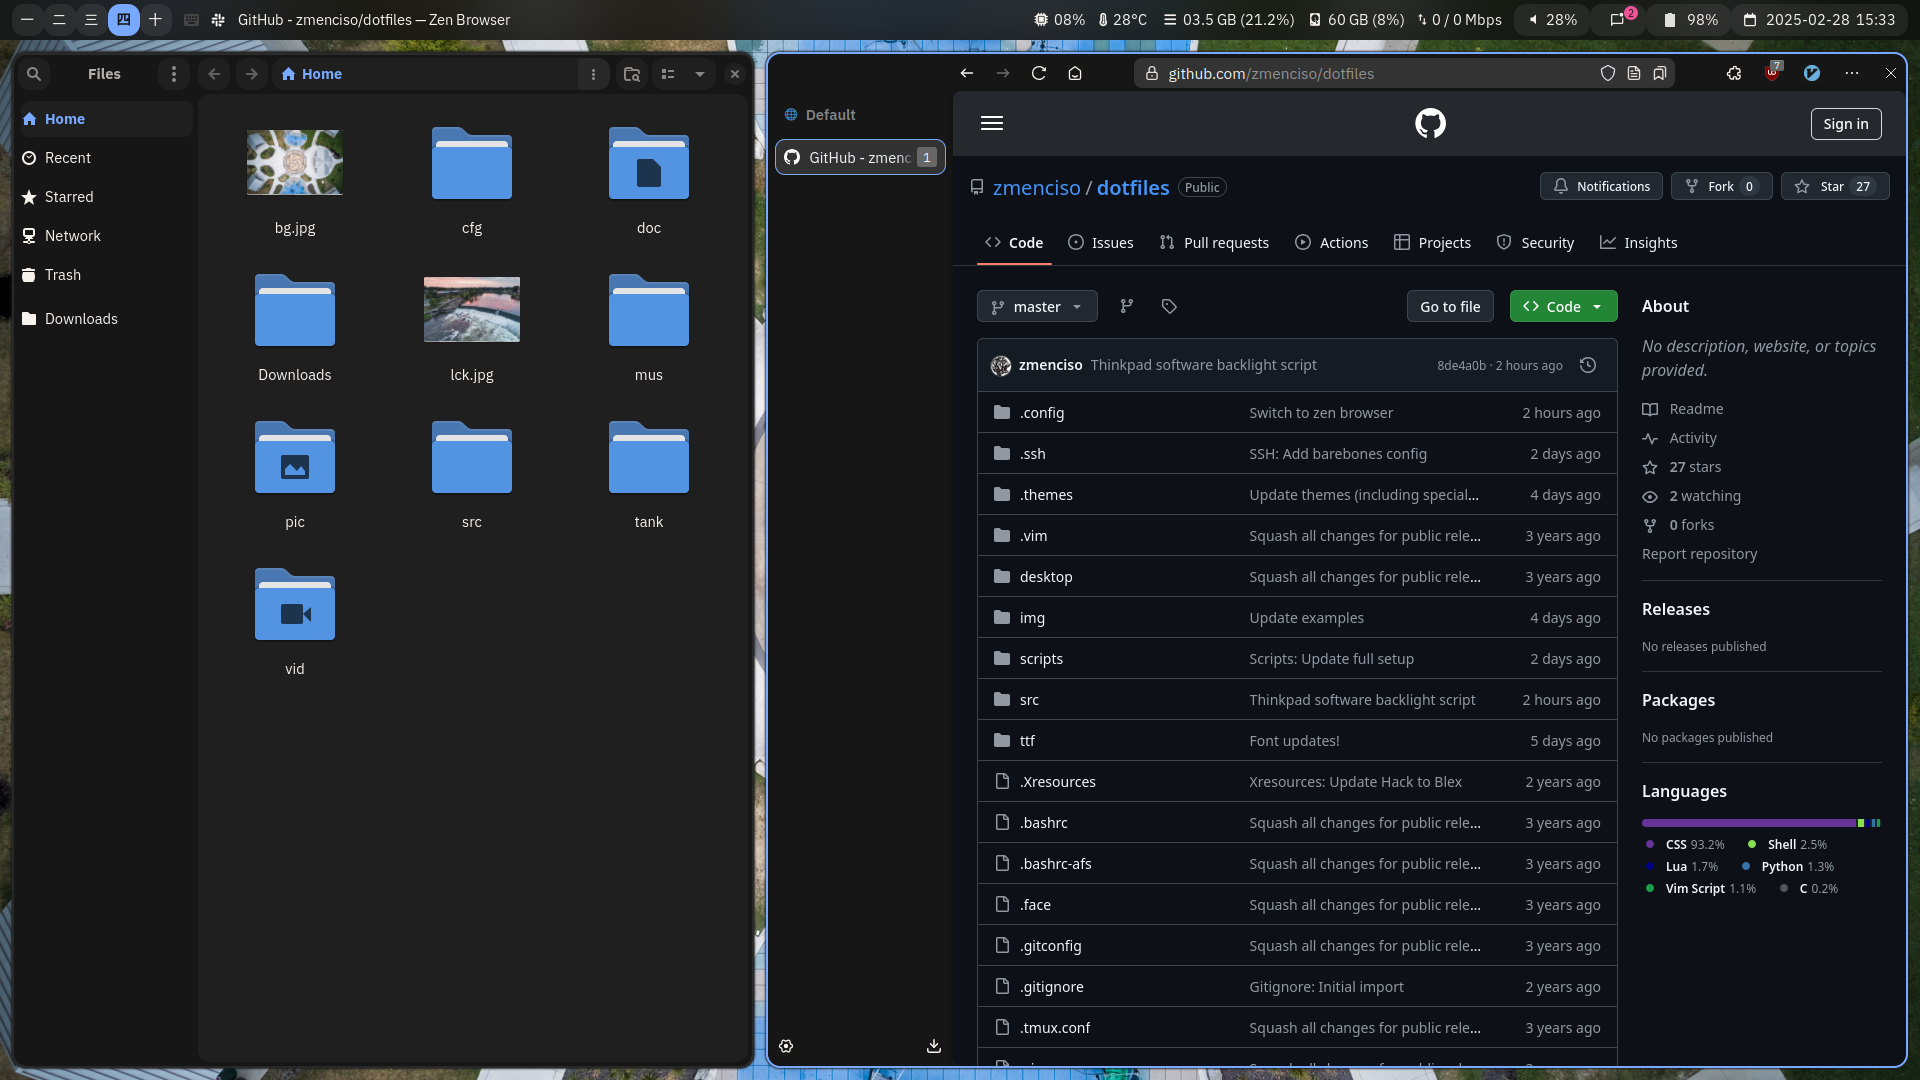 一 二 三 四 十 GitHub - zmenciso/dotfiles — Zen Browser 08% 28°C 03.5 GB (21.2%) 60 GB (8%) 0 / 0 Mbps 28% 2 98% 2025-02-28 15:33
Files
Home
Home
Recent
Starred
Network
Trash
Downloads
bg.jpg cfg doc
Downloads lck.jpg mus
pic src tank
vid
github.com/zmenciso/dotfiles 7
Default
GitHub - zmenc 1
Sign in
zmenciso / dotfiles Public
Notifications Fork 0 Star 27
Code Issues Pull requests Actions Projects Security Insights
master Go to file Code
zmenciso Thinkpad software backlight script 8de4a0b · 2 hours ago
.config Switch to zen browser 2 hours ago
.ssh SSH: Add barebones config 2 days ago
.themes Update themes (including special... 4 days ago
.vim Squash all changes for public rele... 3 years ago
desktop Squash all changes for public rele... 3 years ago
img Update examples 4 days ago
scripts Scripts: Update full setup 2 days ago
src Thinkpad software backlight script 2 hours ago
ttf Font updates! 5 days ago
.Xresources Xresources: Update Hack to Blex 2 years ago
.bashrc Squash all changes for public rele... 3 years ago
.bashrc-afs Squash all changes for public rele... 3 years ago
.face Squash all changes for public rele... 3 years ago
.gitconfig Squash all changes for public rele... 3 years ago
.gitignore Gitignore: Initial import 2 years ago
.tmux.conf Squash all changes for public rele... 3 years ago
About
No description, website, or topics
provided.
Readme
Activity
27 stars
2 watching
0 forks
Report repository
Releases
No releases published
Packages
No packages published
Languages
CSS 93.2% Shell 2.5%
Lua 1.7% Python 1.3%
Vim Script 1.1% C 0.2%